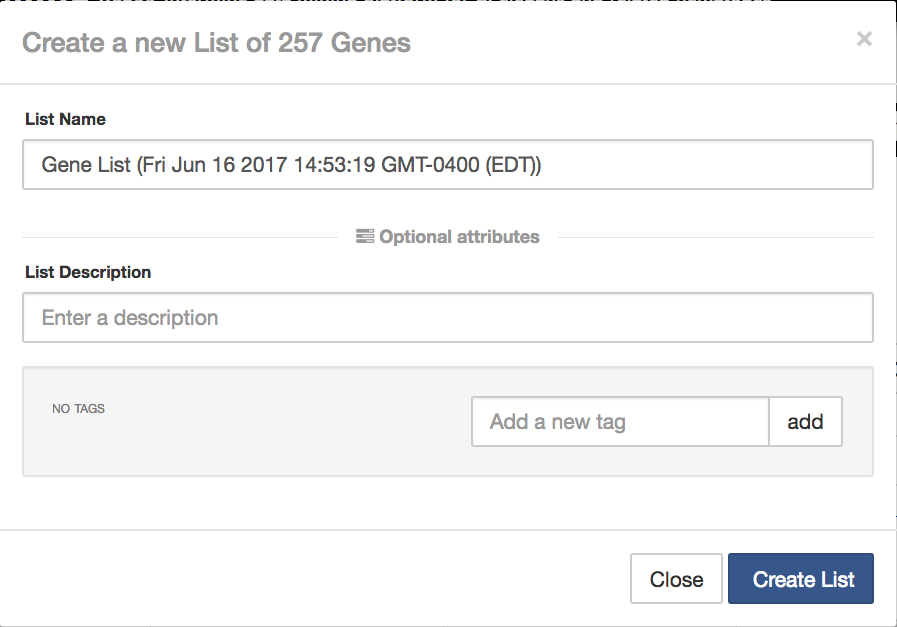 Create a new List of 257 Genes
×
List Name
Gene List (Fri Jun 16 2017 14:53:19 GMT-0400 (EDT))
Optional attributes
List Description
Enter a description
NO TAGS
Add a new tag
add
Close
Create List